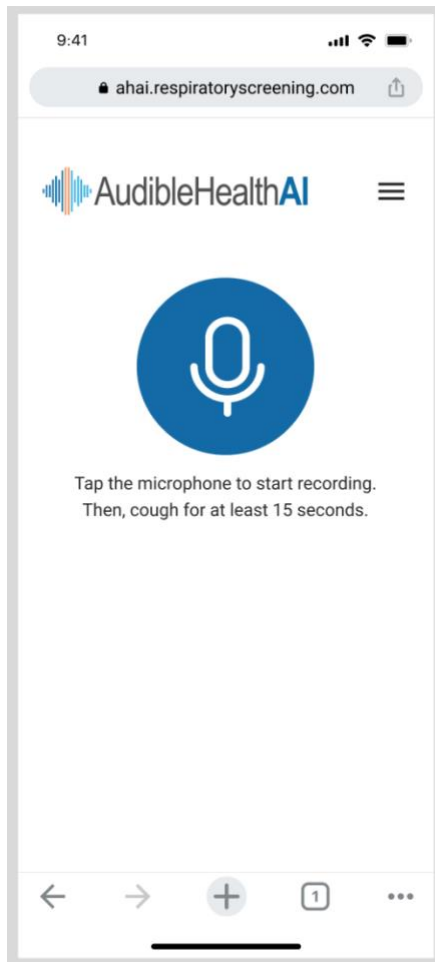 9:41
ahai.respiratoryscreening.com
AudibleHealthAI
Tap the microphone to start recording.
Then, cough for at least 15 seconds.
1